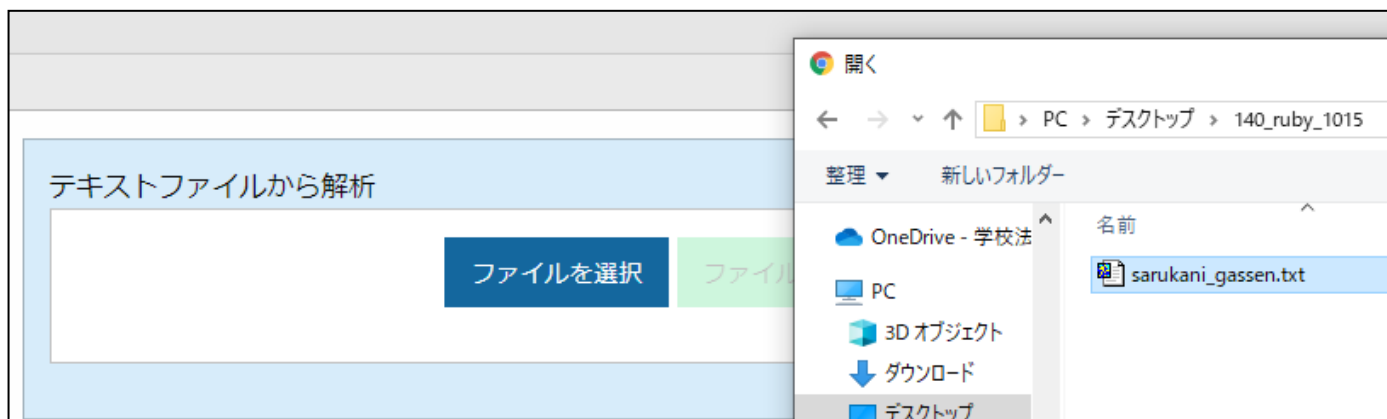 テキストファイルから解析
ファイルを選択
ファイル
開く
PC
デスクトップ
140_ruby_1015
整理
新しいフォルダー
OneDrive - 学校法
PC
3D オブジェクト
ダウンロード
デスクトップ
名前
sarukani_gassen.txt